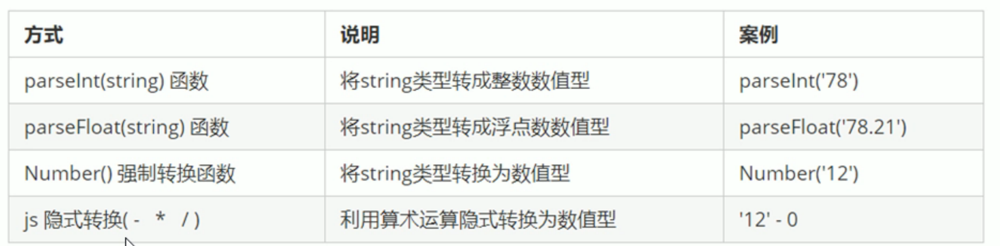 方式 说明 案例
parseInt(string) 函数 将string类型转成整数数值型 parseInt('78')
parseFloat(string) 函数 将string类型转成浮点数数值型 parseFloat('78.21')
Number() 强制转换函数 将string类型转换为数值型 Number('12')
js 隐式转换( - * / ) 利用算术运算隐式转换为数值型 '12' - 0